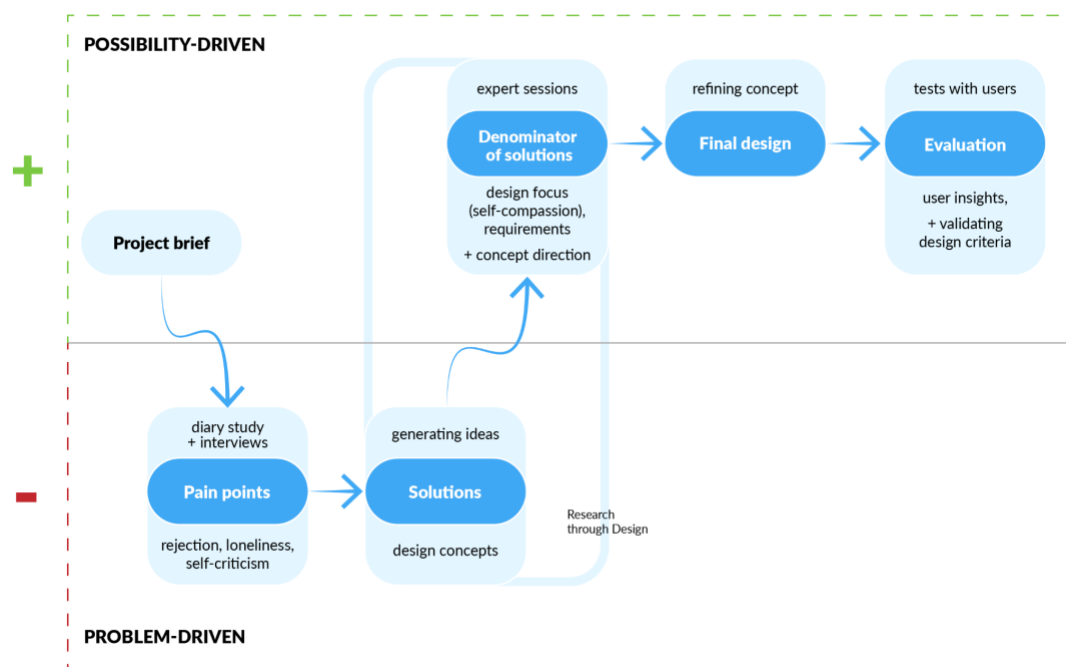 POSSIBILITY-DRIVEN
+
Project brief
expert sessions
Denominator
of solutions
design focus
(self-compassion),
requirements
+ concept direction
refining concept
Final design
tests with users
Evaluation
user insights,
+ validating
design criteria
-
diary study
+ interviews
Pain points
rejection, loneliness,
self-criticism
generating ideas
Solutions
design concepts
Research
through Design
PROBLEM-DRIVEN